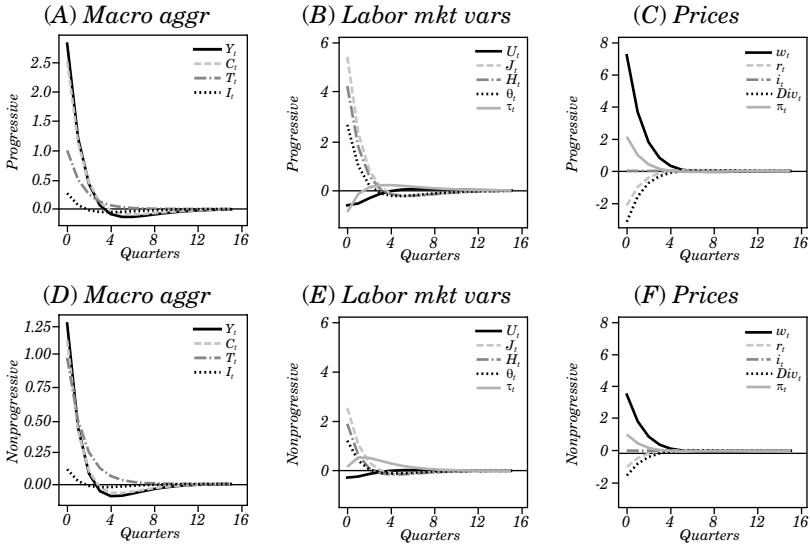 (A) Macro aggr
Progressive
2.5
2.0
1.5
1.0
0.5
0.0
0 4 8 12 16
Quarters
Y_t
C_t
T_t
I_t
(B) Labor mkt vars
Progressive
6
4
2
0
-2
0 4 8 12 16
Quarters
U_t
J_t
H_t
θ_t
τ_t
(C) Prices
Progressive
8
6
4
2
0
-2
0 4 8 12 16
Quarters
w_t
r_t
i_t
Div_t
π_t
(D) Macro aggr
Nonprogressive
1.25
1.00
0.75
0.50
0.25
0.00
0 4 8 12 16
Quarters
Y_t
C_t
T_t
I_t
(E) Labor mkt vars
Nonprogressive
6
4
2
0
-2
0 4 8 12 16
Quarters
U_t
J_t
H_t
θ_t
τ_t
(F) Prices
Nonprogressive
8
6
4
2
0
-2
0 4 8 12 16
Quarters
w_t
r_t
i_t
Div_t
π_t